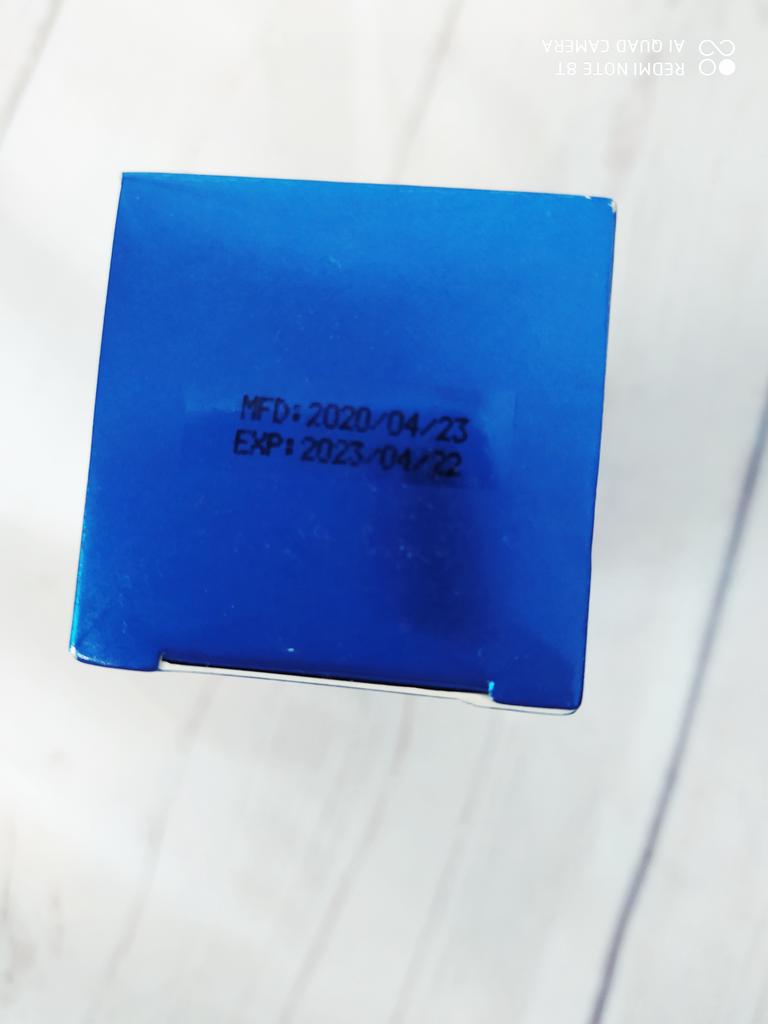 REDMI NOTE 8T
AI QUAD CAMERA
MFD:2020/04/23
EXP:2023/04/22